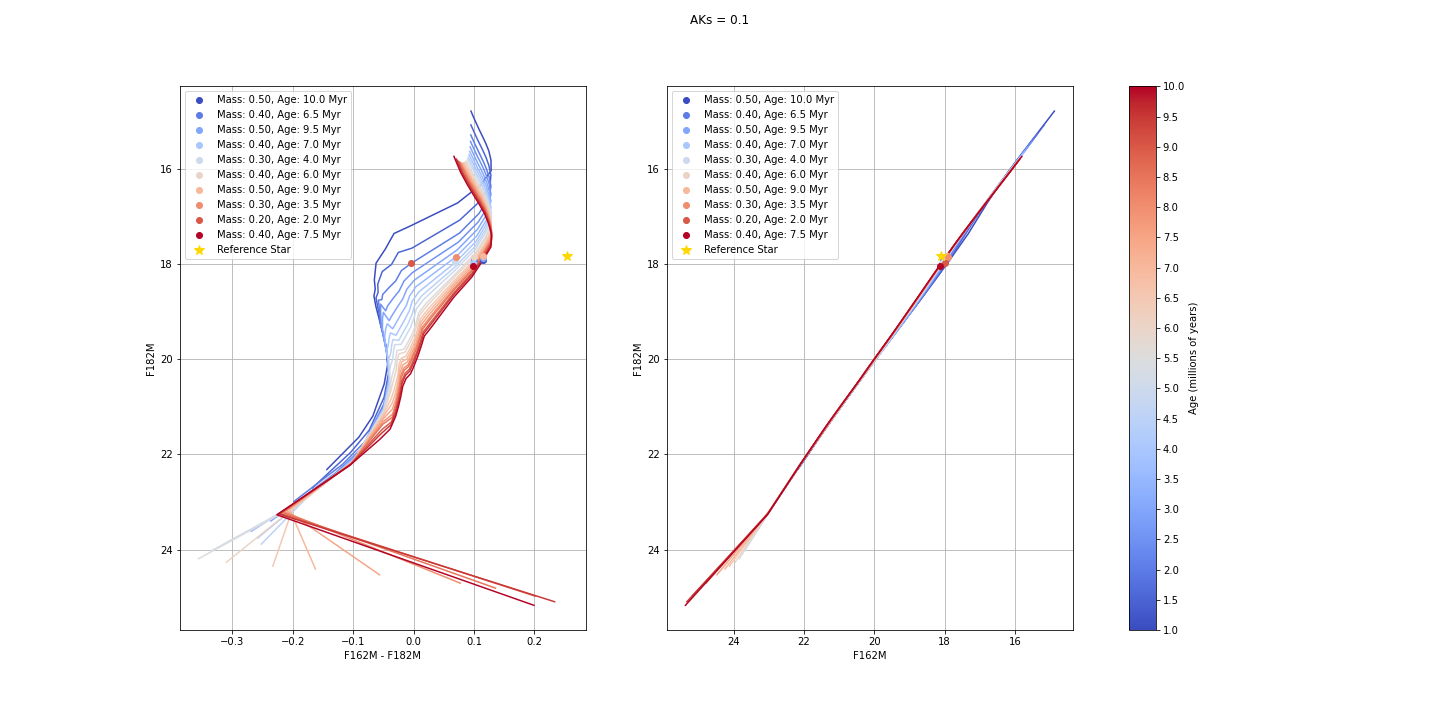 AKs = 0.1
Mass: 0.50, Age: 10.0 Myr
Mass: 0.40, Age: 6.5 Myr
Mass: 0.50, Age: 9.5 Myr
Mass: 0.40, Age: 7.0 Myr
Mass: 0.30, Age: 4.0 Myr
Mass: 0.40, Age: 6.0 Myr
Mass: 0.50, Age: 9.0 Myr
Mass: 0.30, Age: 3.5 Myr
Mass: 0.20, Age: 2.0 Myr
Mass: 0.40, Age: 7.5 Myr
Reference Star
16
18
20
22
24
F182M
−0.3
−0.2
−0.1
0.0
0.1
0.2
F162M - F182M
Mass: 0.50, Age: 10.0 Myr
Mass: 0.40, Age: 6.5 Myr
Mass: 0.50, Age: 9.5 Myr
Mass: 0.40, Age: 7.0 Myr
Mass: 0.30, Age: 4.0 Myr
Mass: 0.40, Age: 6.0 Myr
Mass: 0.50, Age: 9.0 Myr
Mass: 0.30, Age: 3.5 Myr
Mass: 0.20, Age: 2.0 Myr
Mass: 0.40, Age: 7.5 Myr
Reference Star
16
18
20
22
24
F182M
24
22
20
18
16
F162M
10.0
9.5
9.0
8.5
8.0
7.5
7.0
6.5
6.0
5.5
5.0
4.5
4.0
3.5
3.0
2.5
2.0
1.5
1.0
Age (millions of years)